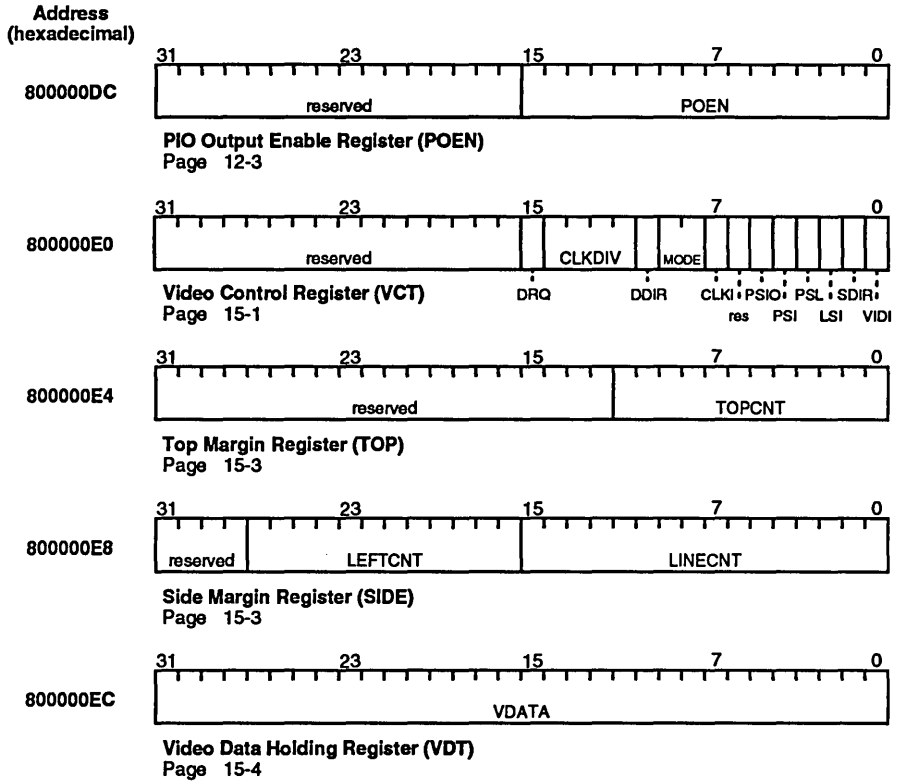 Address
(hexadecimal)
31 23 15 7 0
800000DC
reserved POEN
PIO Output Enable Register (POEN)
Page 12-3
31 23 15 7 0
800000E0
reserved CLKDIV MODE
DRQ DDIR CLKI PSIO PSL SDIR
res PSI LSI VIDI
Video Control Register (VCT)
Page 15-1
31 23 15 7 0
800000E4
reserved TOPCNT
Top Margin Register (TOP)
Page 15-3
31 23 15 7 0
800000E8
reserved LEFTCNT LINECNT
Side Margin Register (SIDE)
Page 15-3
31 23 15 7 0
800000EC
VDATA
Video Data Holding Register (VDT)
Page 15-4